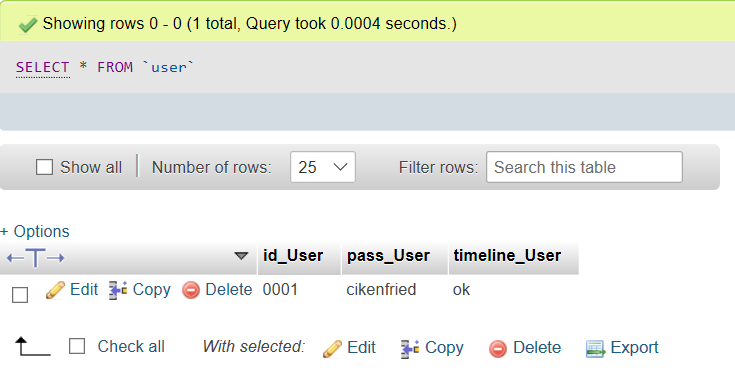 Showing rows 0 - 0 (1 total, Query took 0.0004 seconds.)
SELECT * FROM `user`
Show all Number of rows: 25 Filter rows: Search this table
+ Options
←T→ id_User pass_User timeline_User
Edit Copy Delete 0001 cikenfried ok
Check all With selected: Edit Copy Delete Export